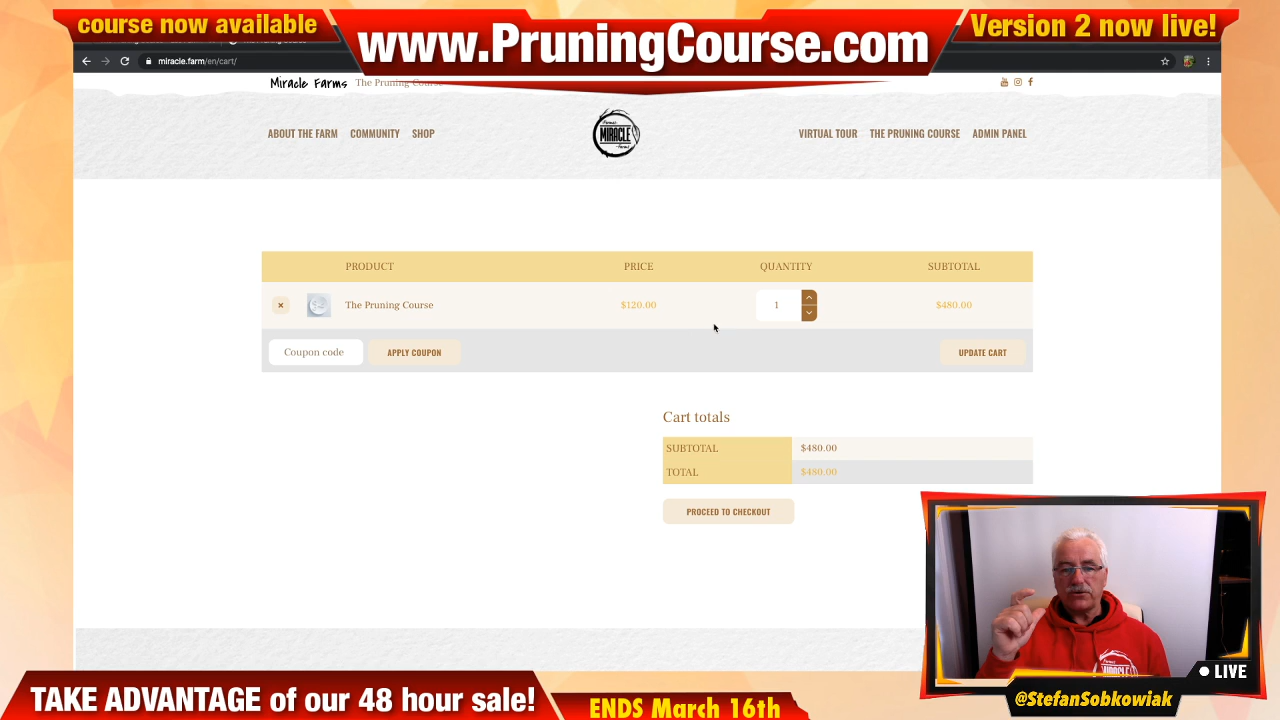 course now available
www.PruningCourse.com
Version 2 now live!
miracle.farm/en/cart/
Miracle Farms The Pruning Course
ABOUT THE FARM COMMUNITY SHOP
MIRACLE
VIRTUAL TOUR THE PRUNING COURSE ADMIN PANEL
PRODUCT PRICE QUANTITY SUBTOTAL
The Pruning Course $120.00 1 $480.00
Coupon code APPLY COUPON UPDATE CART
Cart totals
SUBTOTAL $480.00
TOTAL $480.00
PROCEED TO CHECKOUT
MIRACLE
LIVE
@StefanSobkowiak
TAKE ADVANTAGE of our 48 hour sale!
ENDS March 16th